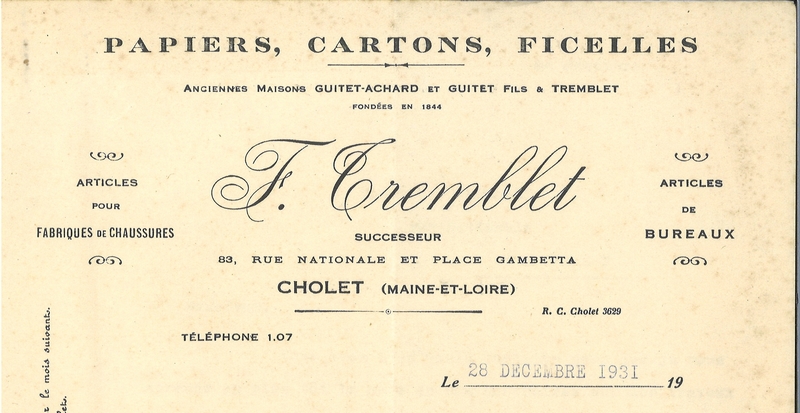 PAPIERS, CARTONS, FICELLES
ANCIENNES MAISONS GUITET-ACHARD ET GUITET FILS & TREMBLET
FONDÉES EN 1844
F. Tremblet
ARTICLES
POUR
FABRIQUES DE CHAUSSURES
ARTICLES
DE
BUREAUX
SUCCESSEUR
83, RUE NATIONALE ET PLACE GAMBETTA
CHOLET (MAINE-ET-LOIRE)
R. C. Cholet 3629
TÉLÉPHONE 1.07
Le 28 DECEMBRE 1931 19
le mois suivant.